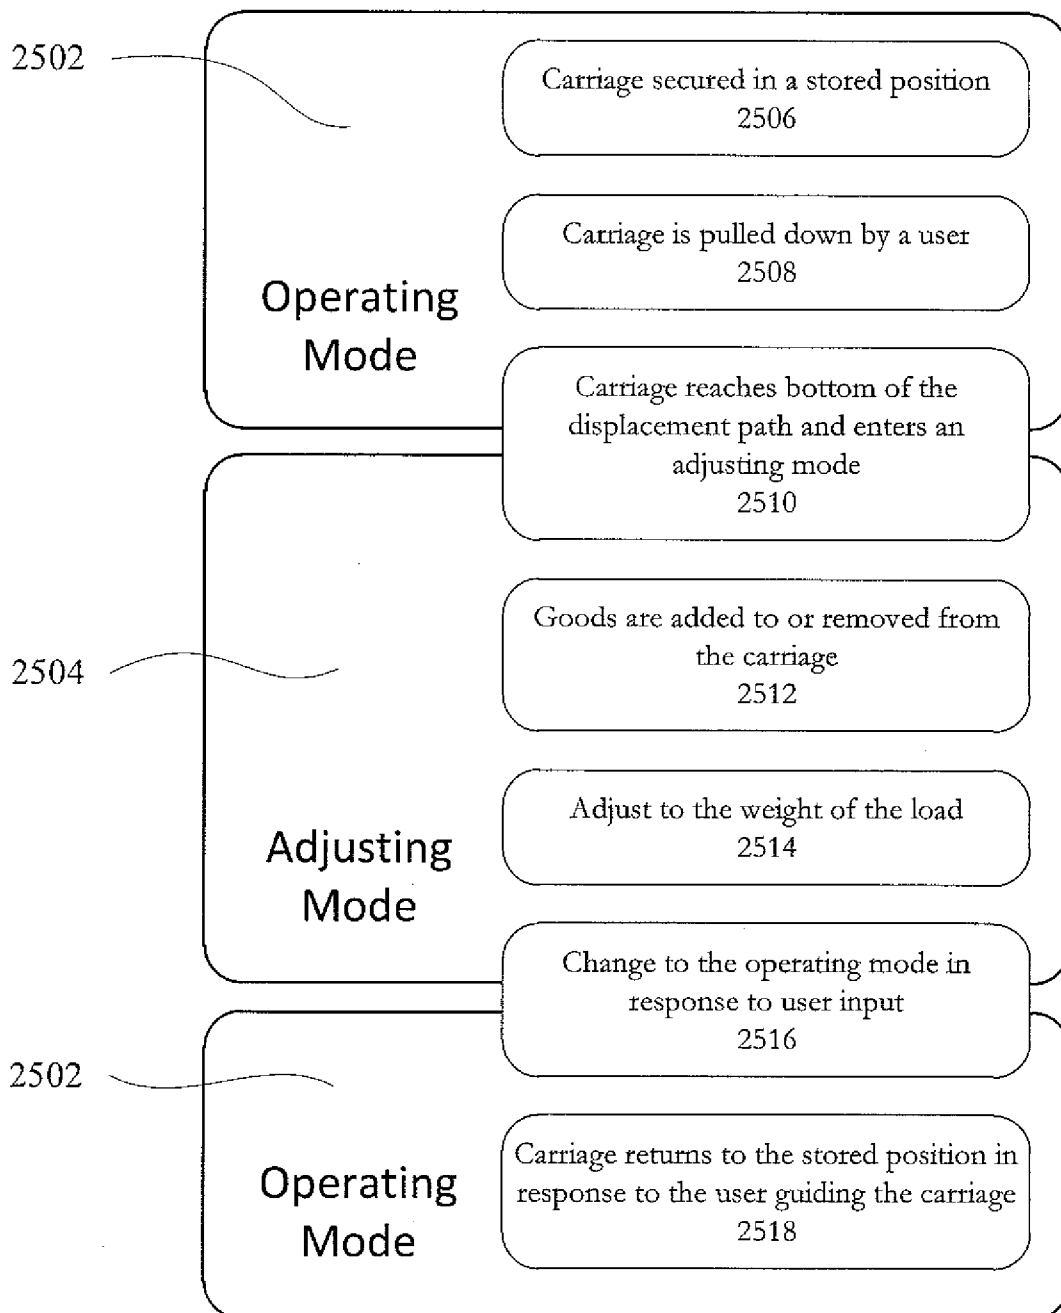 2502
Carriage secured in a stored position
2506
Carriage is pulled down by a user
2508
Operating
Mode
Carriage reaches bottom of the
displacement path and enters an
adjusting mode
2510
Goods are added to or removed from
the carriage
2512
2504
Adjust to the weight of the load
2514
Adjusting
Mode
Change to the operating mode in
response to user input
2516
2502
Carriage returns to the stored position in
response to the user guiding the carriage
2518
Operating
Mode